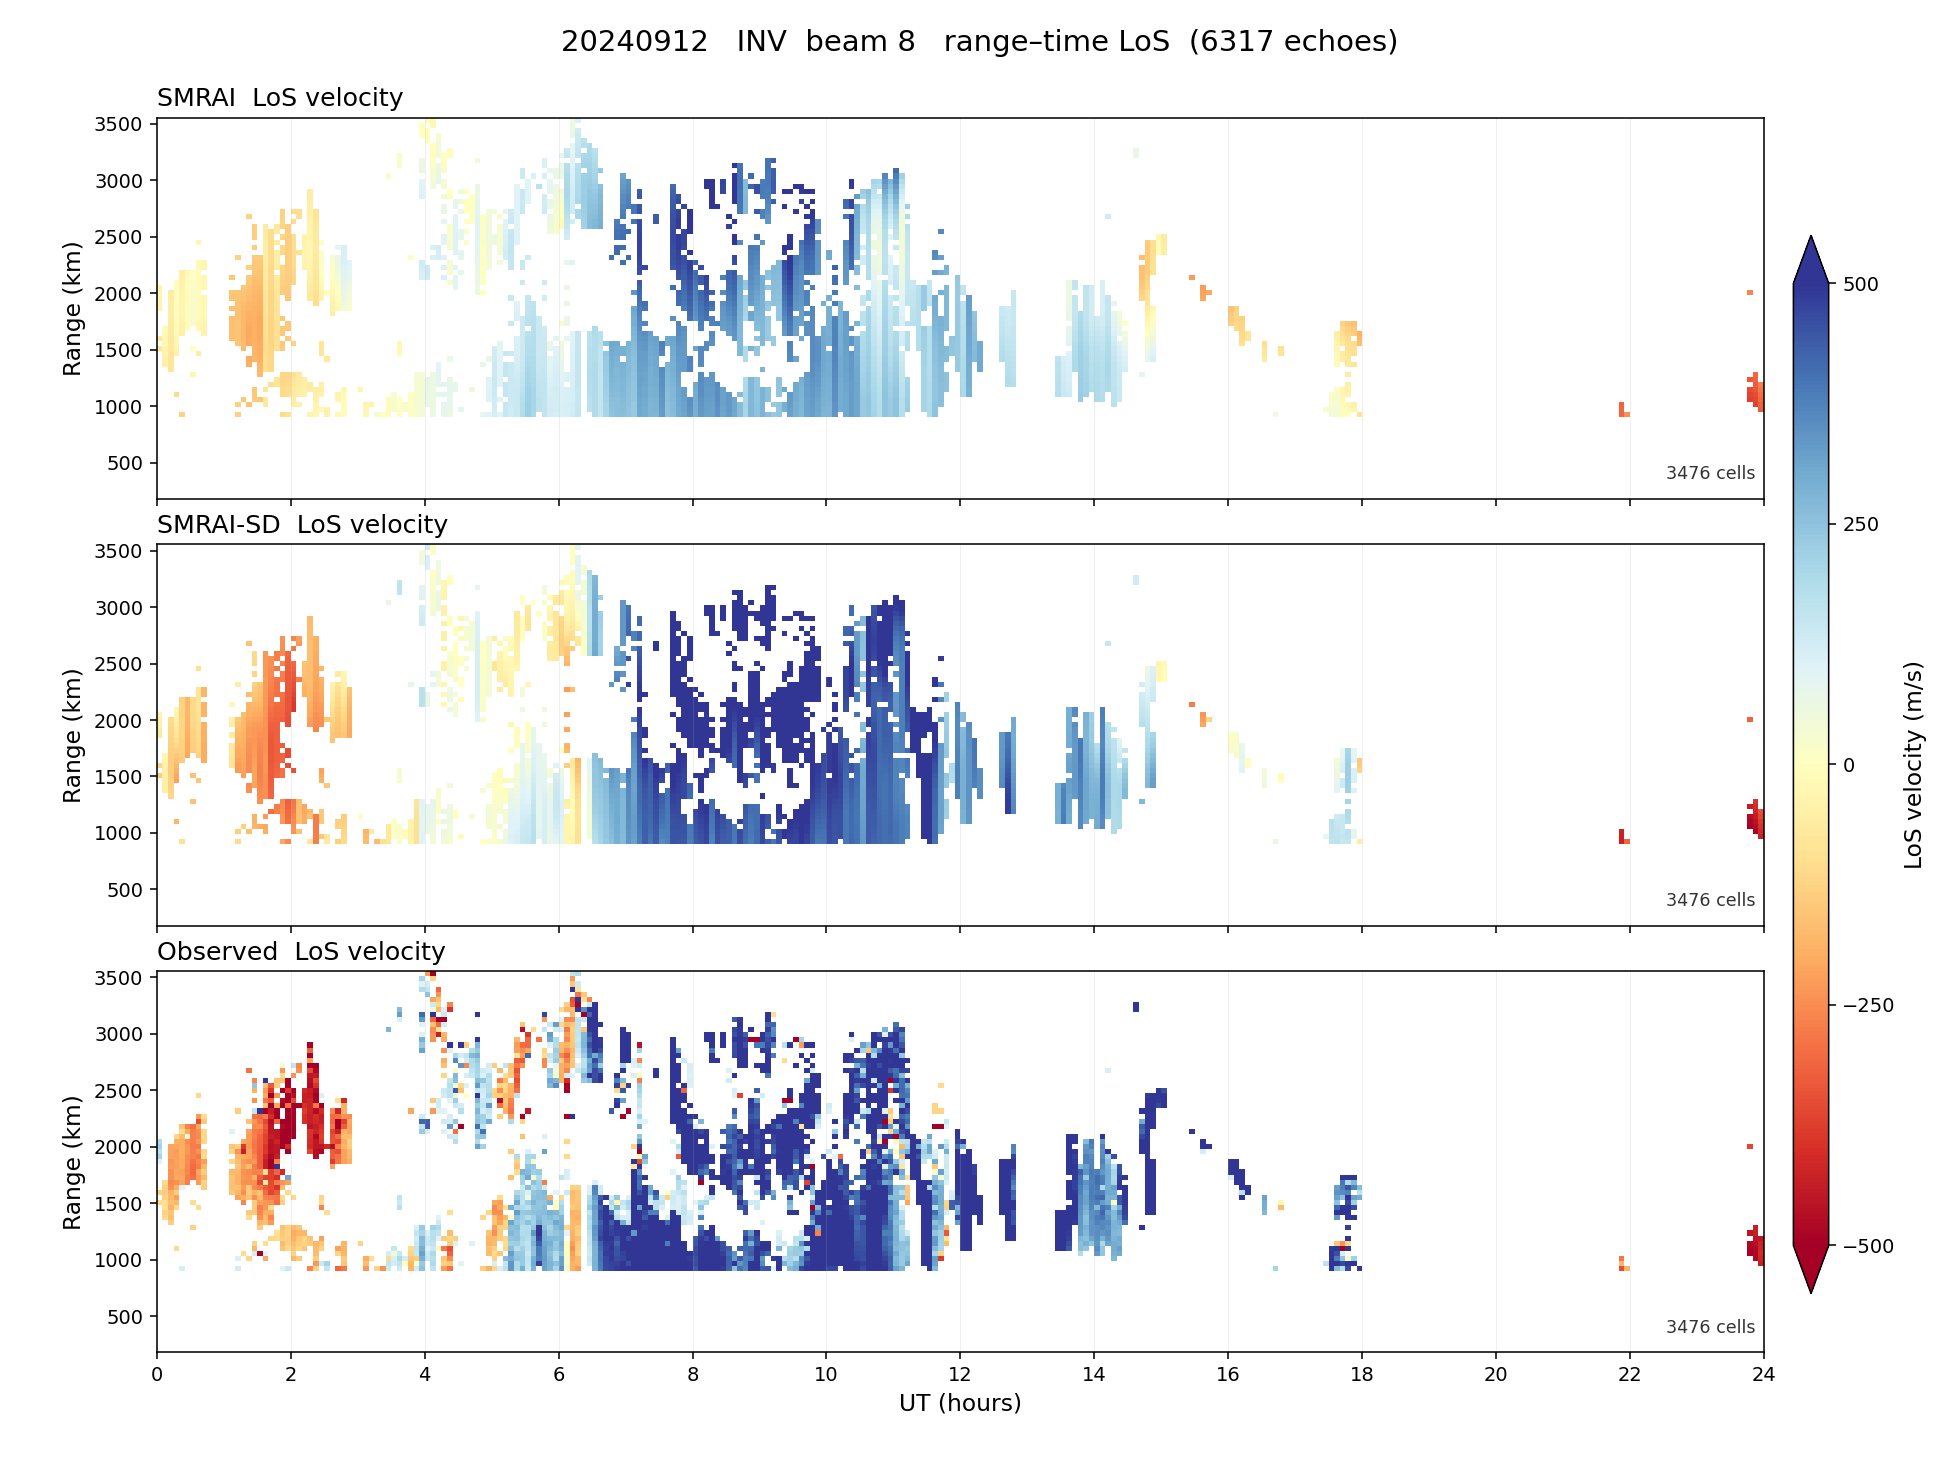 20240912   INV  beam 8   range–time LoS  (6317 echoes)
SMRAI  LoS velocity
3500
3000
2500
2000
1500
1000
500
Range (km)
3476 cells
SMRAI-SD  LoS velocity
3500
3000
2500
2000
1500
1000
500
Range (km)
3476 cells
Observed  LoS velocity
3500
3000
2500
2000
1500
1000
500
Range (km)
3476 cells
0 2 4 6 8 10 12 14 16 18 20 22 24
UT (hours)
500
250
0
−250
−500
LoS velocity (m/s)